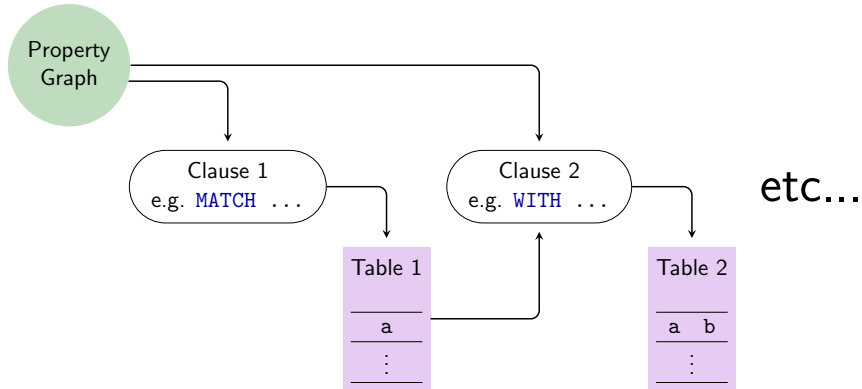 Property
Graph
Clause 1
e.g. MATCH ...
Clause 2
e.g. WITH ...
etc...
Table 1
a
⋮
Table 2
a b
⋮